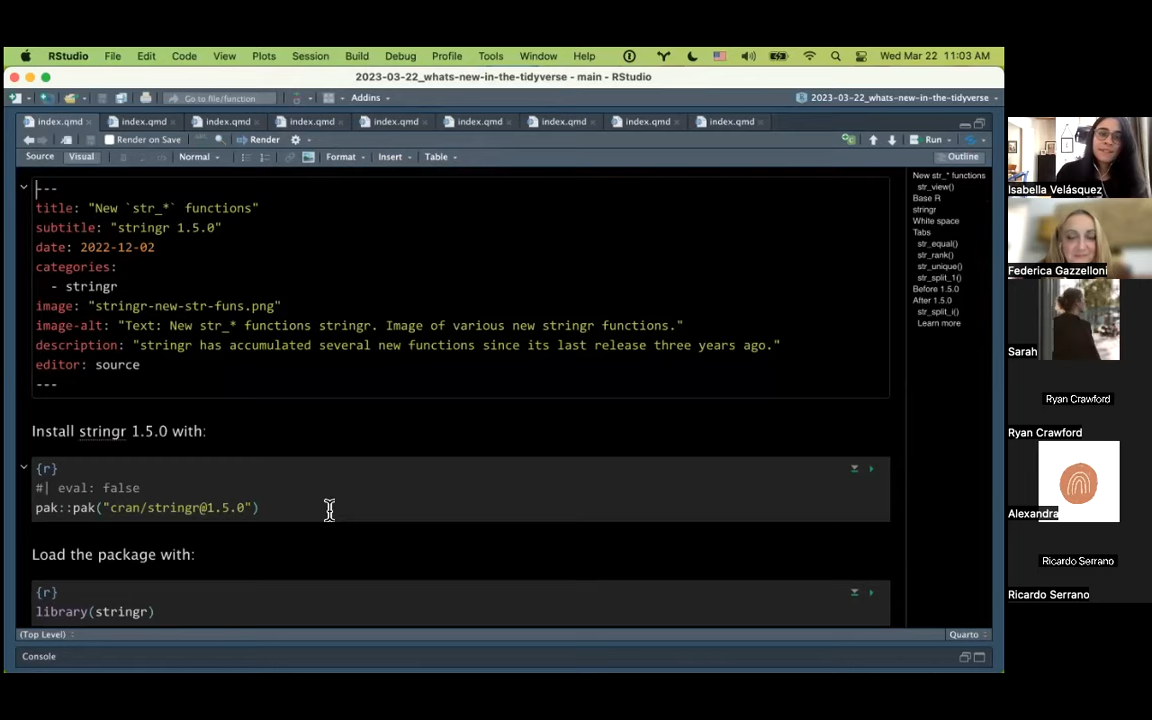 RStudio File Edit Code View Plots Session Build Debug Profile Tools Window Help Wed Mar 22 11:03 AM
2023-03-22_whats-new-in-the-tidyverse - main - RStudio
Go to file/function Addins 2023-03-22_whats-new-in-the-tidyverse
index.qmd index.qmd index.qmd index.qmd index.qmd index.qmd index.qmd index.qmd index.qmd
Render on Save Render Run
Source Visual Normal Format Insert Table Outline
---
title: "New `str_*` functions"
subtitle: "stringr 1.5.0"
date: 2022-12-02
categories:
- stringr
image: "stringr-new-str-funs.png"
image-alt: "Text: New str_* functions stringr. Image of various new stringr functions."
description: "stringr has accumulated several new functions since its last release three years ago."
editor: source
---
Install stringr 1.5.0 with:
{r}
#| eval: false
pak::pak("cran/stringr@1.5.0")
Load the package with:
{r}
library(stringr)
(Top Level) Quarto
Console
New str_* functions
str_view()
Base R
stringr
White space
Tabs
str_equal()
str_rank()
str_unique()
str_split_1()
Before 1.5.0
After 1.5.0
str_split_i()
Learn more
Isabella Velásquez
Federica Gazzelloni
Sarah
Ryan Crawford
Ryan Crawford
Alexandra
Ricardo Serrano
Ricardo Serrano